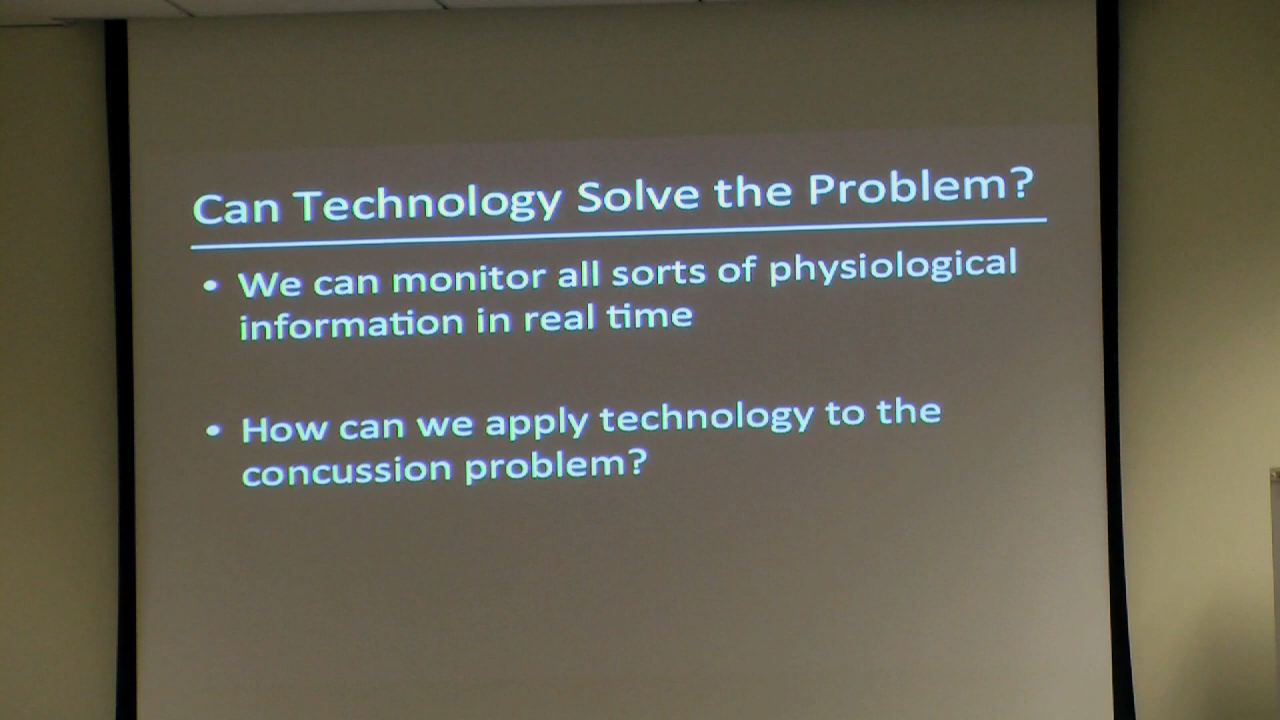 Can Technology Solve the Problem?
• We can monitor all sorts of physiological
information in real time
• How can we apply technology to the
concussion problem?